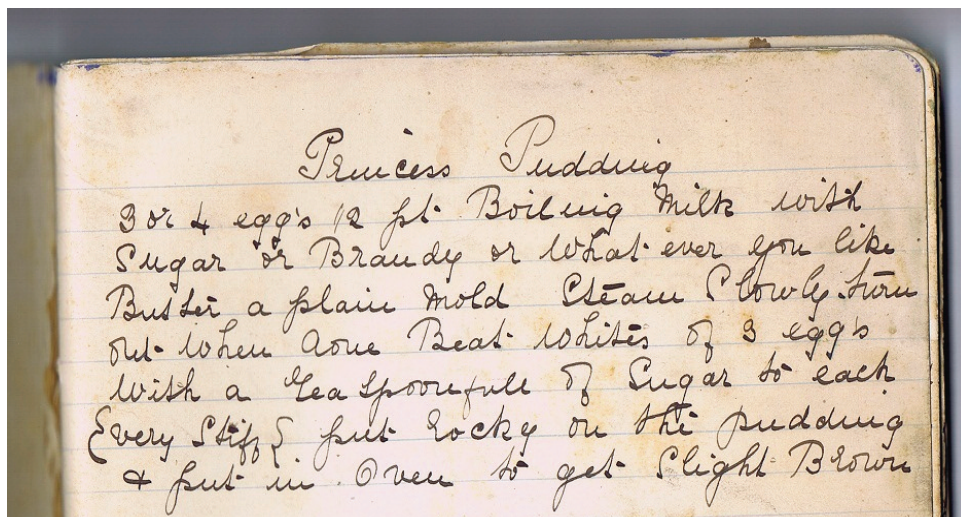 Princess Pudding
3 or 4 egg's 1/2 pt Boiling Milk with
Sugar or Brandy or What ever you like
Butter a plain Mold Steam Slowly. turn
out When done Beat Whites of 3 egg's
With a Teaspoonfull of Sugar to each
{very Stiff} put rocky on the pudding
& put in Oven to get Slight Brown